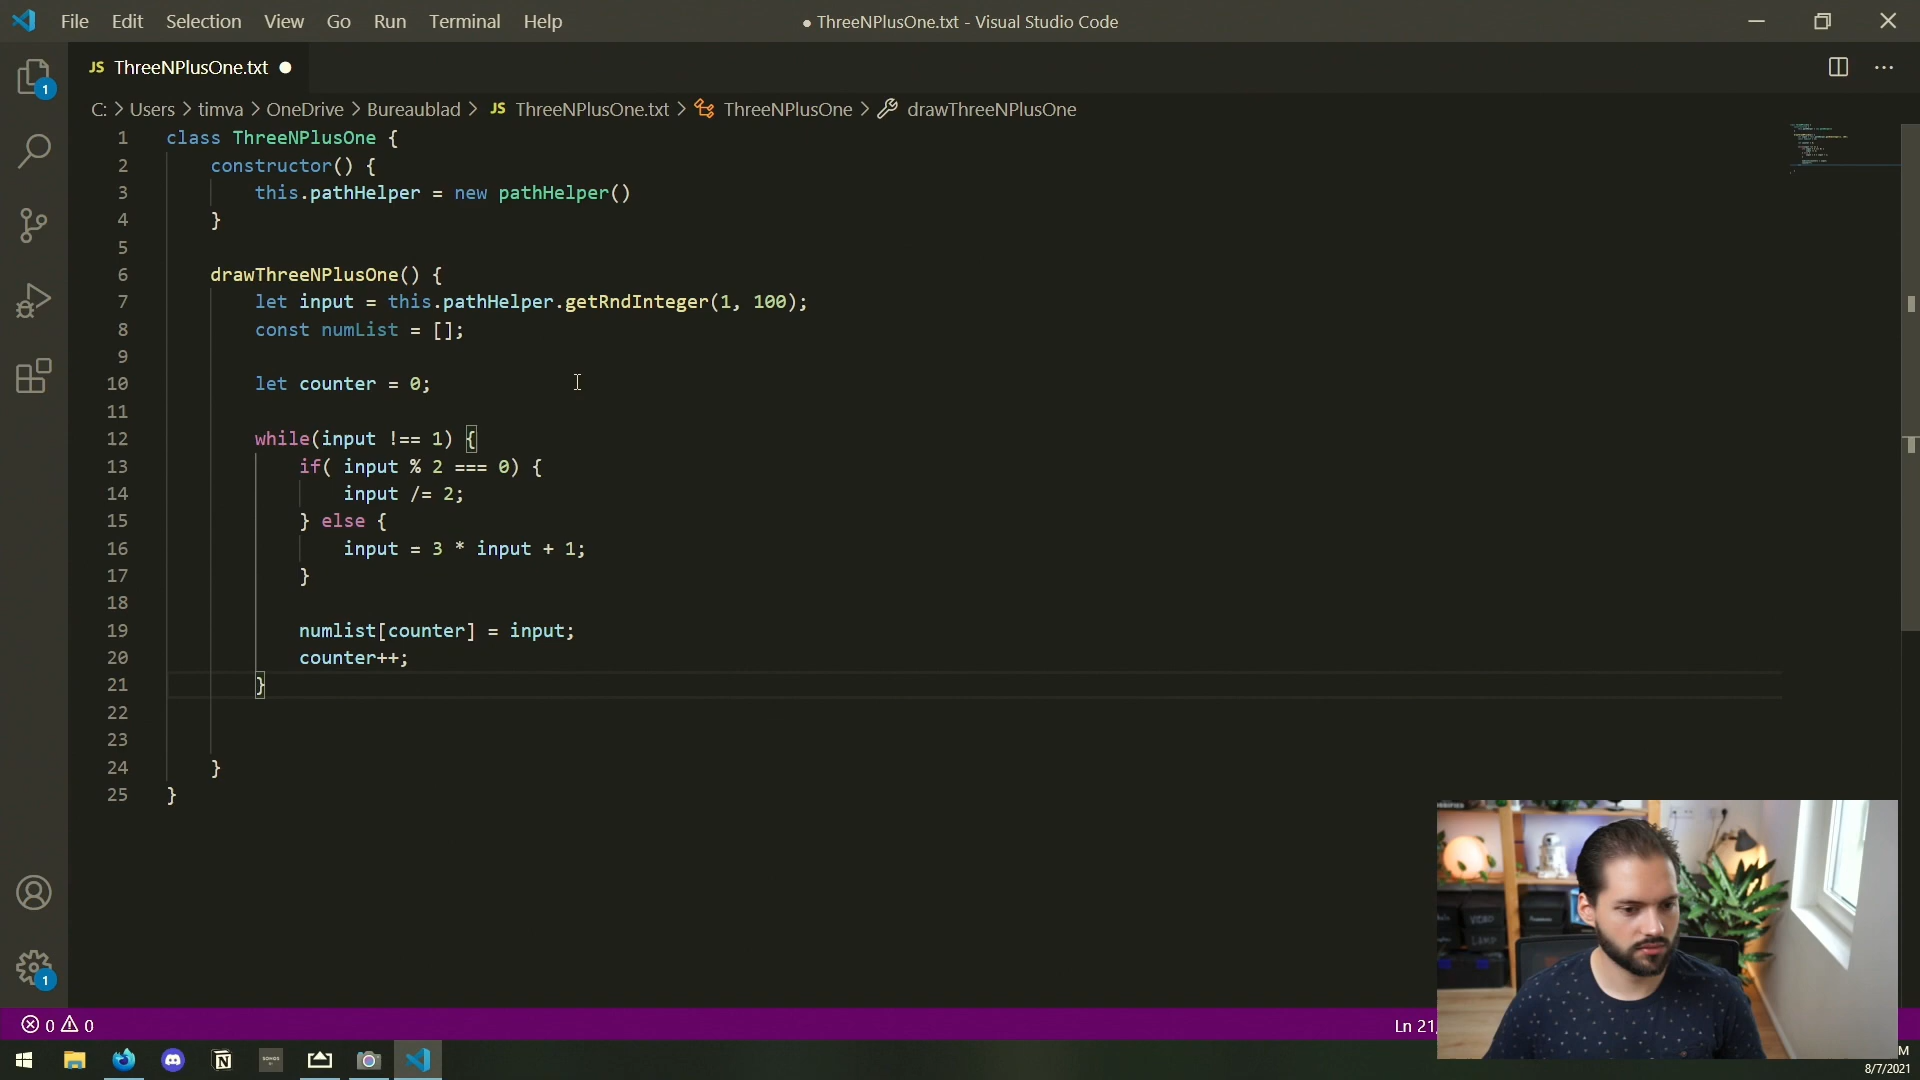 File Edit Selection View Go Run Terminal Help
● ThreeNPlusOne.txt - Visual Studio Code
JS ThreeNPlusOne.txt ●
C: > Users > timva > OneDrive > Bureaublad > JS ThreeNPlusOne.txt > ThreeNPlusOne > drawThreeNPlusOne
1 class ThreeNPlusOne {
2 constructor() {
3 this.pathHelper = new pathHelper()
4 }
5
6 drawThreeNPlusOne() {
7 let input = this.pathHelper.getRndInteger(1, 100);
8 const numList = [];
9
10 let counter = 0;
11
12 while(input !== 1) {
13 if( input % 2 === 0) {
14 input /= 2;
15 } else {
16 input = 3 * input + 1;
17 }
18
19 numlist[counter] = input;
20 counter++;
21 }
22
23
24 }
25 }
1
1
0 0
Ln 21,
M
8/7/2021